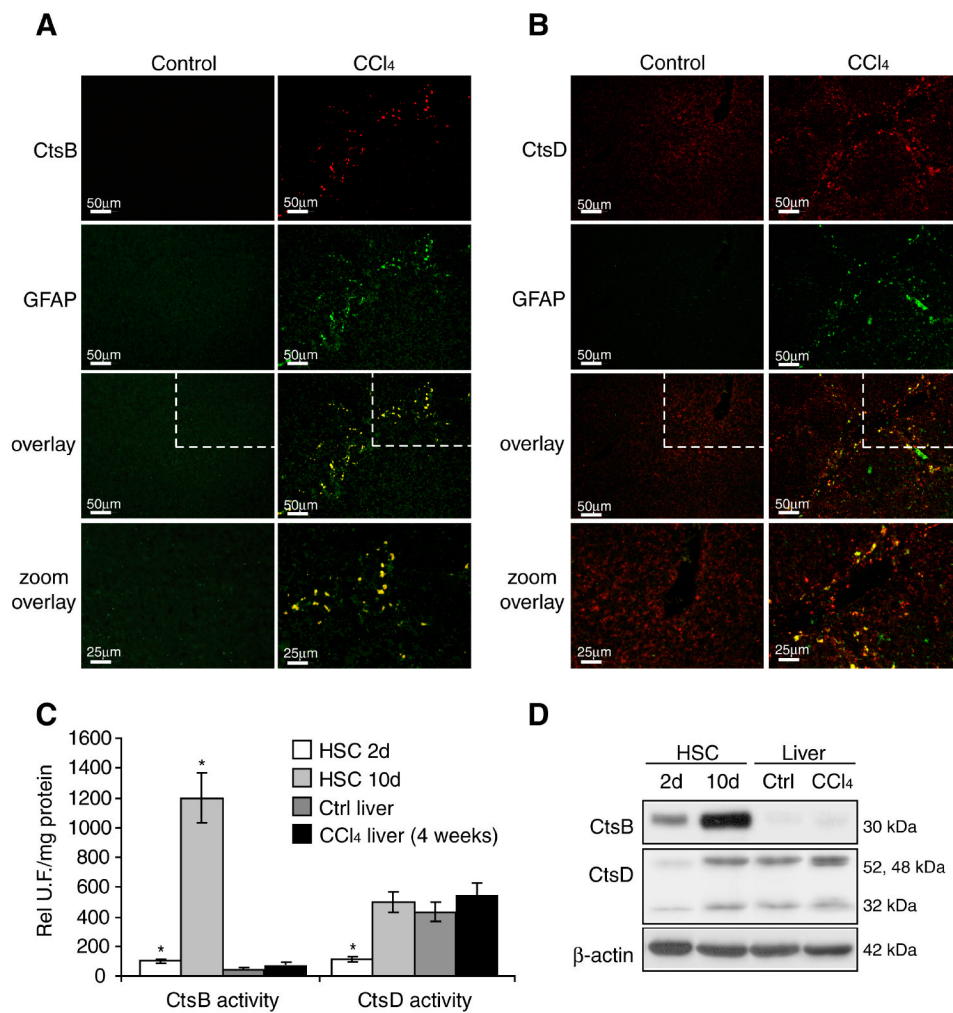 A
Control CCl4
CtsB
50μm 50μm
GFAP
50μm 50μm
overlay
50μm 50μm
zoom
overlay
25μm 25μm
B
Control CCl4
CtsD
50μm 50μm
GFAP
50μm 50μm
overlay
50μm 50μm
zoom
overlay
25μm 25μm
C
Rel U.F./mg protein
1600
1400
1200
1000
800
600
400
200
0
* * *
HSC 2d
HSC 10d
Ctrl liver
CCl4 liver (4 weeks)
CtsB activity CtsD activity
D
HSC Liver
2d 10d Ctrl CCl4
CtsB 30 kDa
CtsD 52, 48 kDa
32 kDa
β-actin 42 kDa